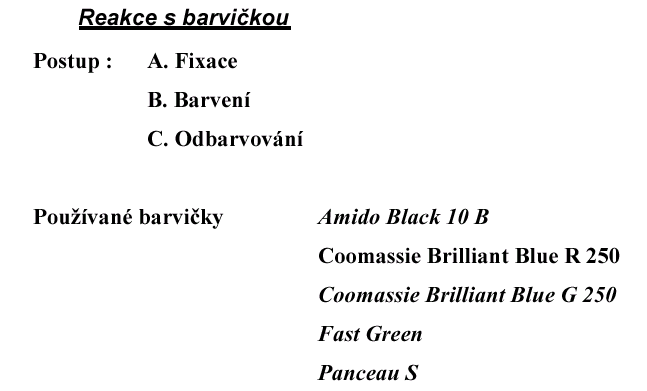 Reakce s barvičkou
Postup : A. Fixace
B. Barvení
C. Odbarvování
Používané barvičky Amido Black 10 B
Coomassie Brilliant Blue R 250
Coomassie Brilliant Blue G 250
Fast Green
Panceau S